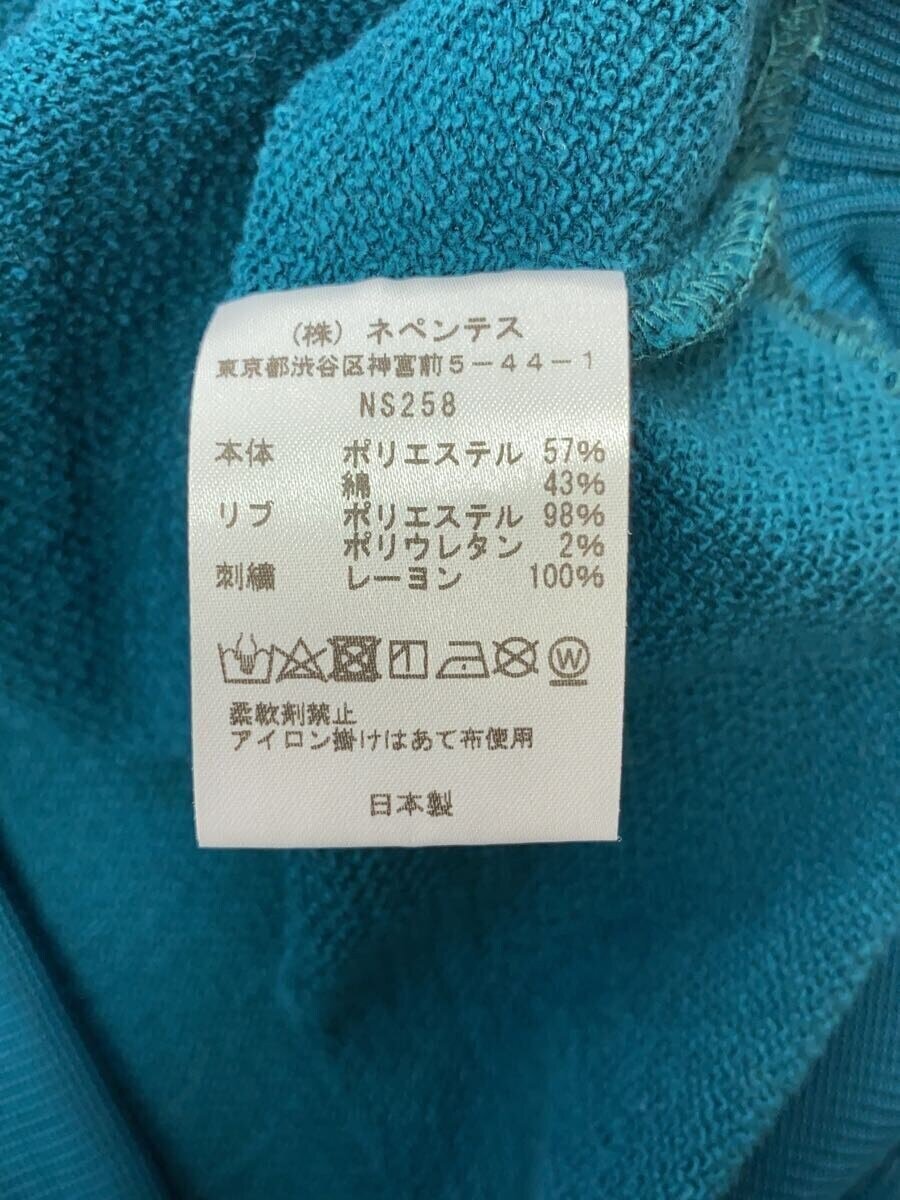 (株) ネペンテス
東京都渋谷区神宮前5-44-1
NS258
本体 ポリエステル 57%
綿 43%
リブ ポリエステル 98%
ポリウレタン 2%
刺繍 レーヨン 100%
W
柔軟剤禁止
アイロン掛けはあて布使用
日本製